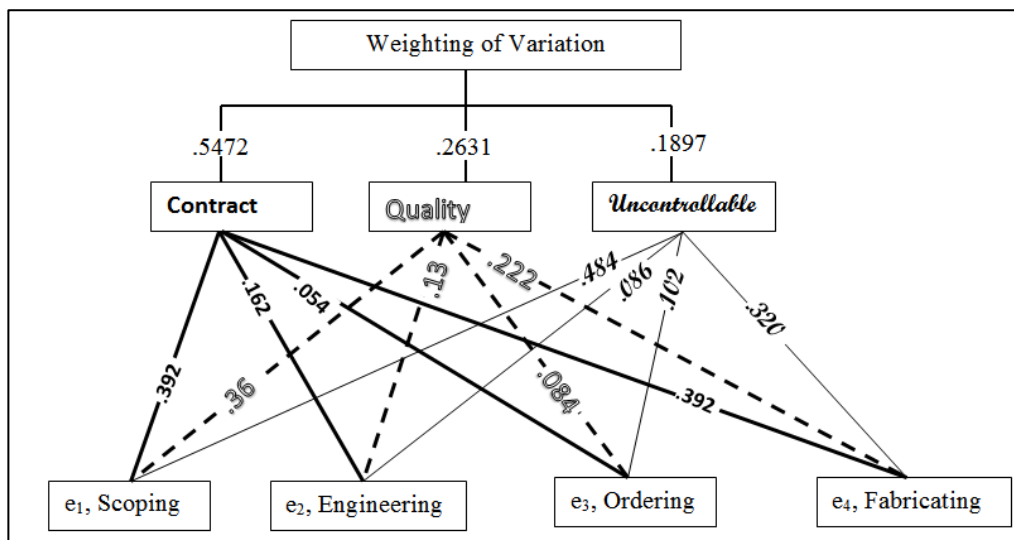 Weighting of Variation
.5472
.2631
.1897
Contract
Quality
Uncontrollable
.392
.162
.054
.392
.36
.13
.084
.222
.484
.086
.102
.320
e₁, Scoping
e₂, Engineering
e₃, Ordering
e₄, Fabricating